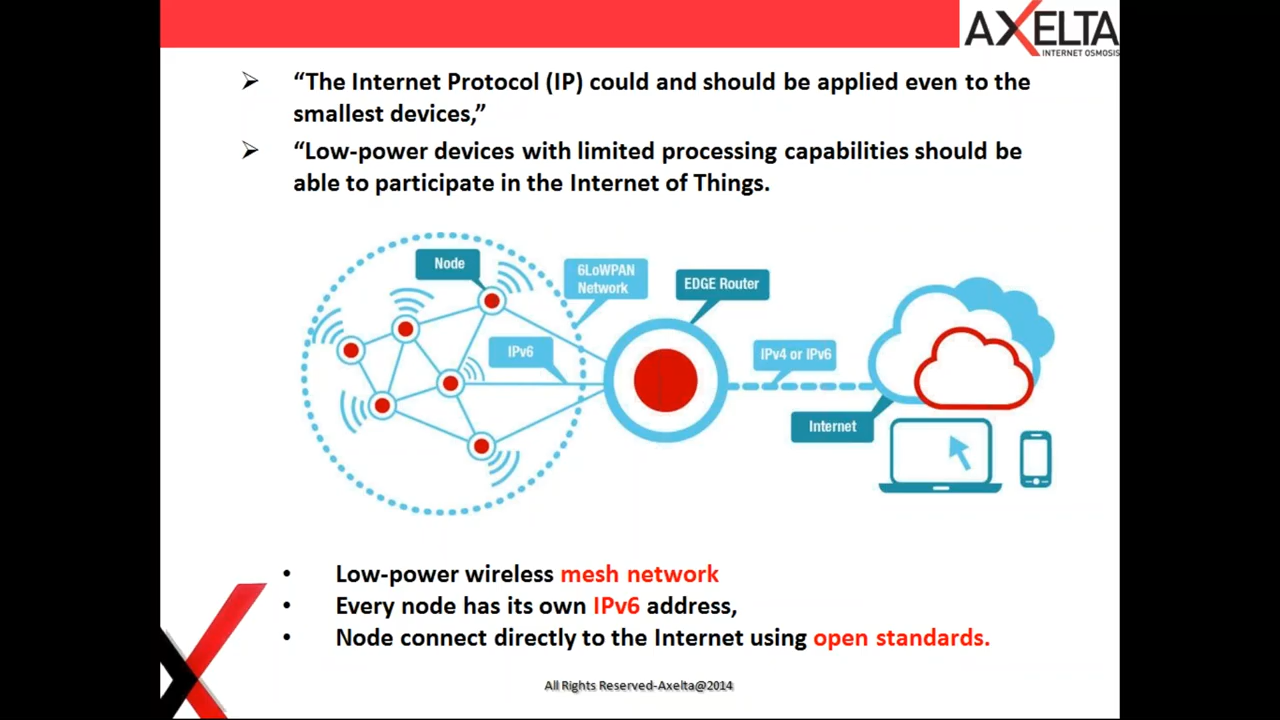 AXELTA
INTERNET OSMOSIS
➢ “The Internet Protocol (IP) could and should be applied even to the
smallest devices,”
➢ “Low-power devices with limited processing capabilities should be
able to participate in the Internet of Things.
Node
6LoWPAN
Network
EDGE Router
IPv6
IPv4 or IPv6
Internet
• Low-power wireless mesh network
• Every node has its own IPv6 address,
• Node connect directly to the Internet using open standards.
All Rights Reserved-Axelta@2014